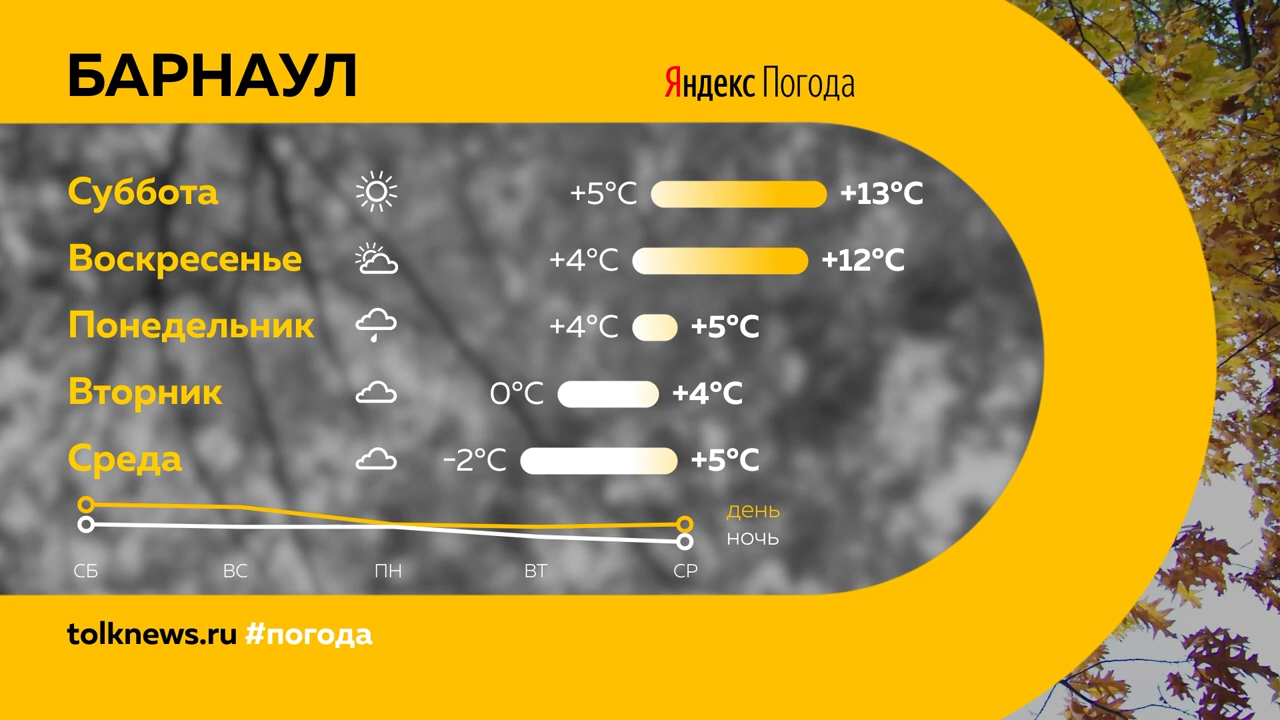 БАРНАУЛ
Яндекс Погода
Суббота +5°C +13°C
Воскресенье +4°C +12°C
Понедельник +4°C +5°C
Вторник 0°C +4°C
Среда -2°C +5°C
день
ночь
СБ ВС ПН ВТ СР
tolknews.ru #погода